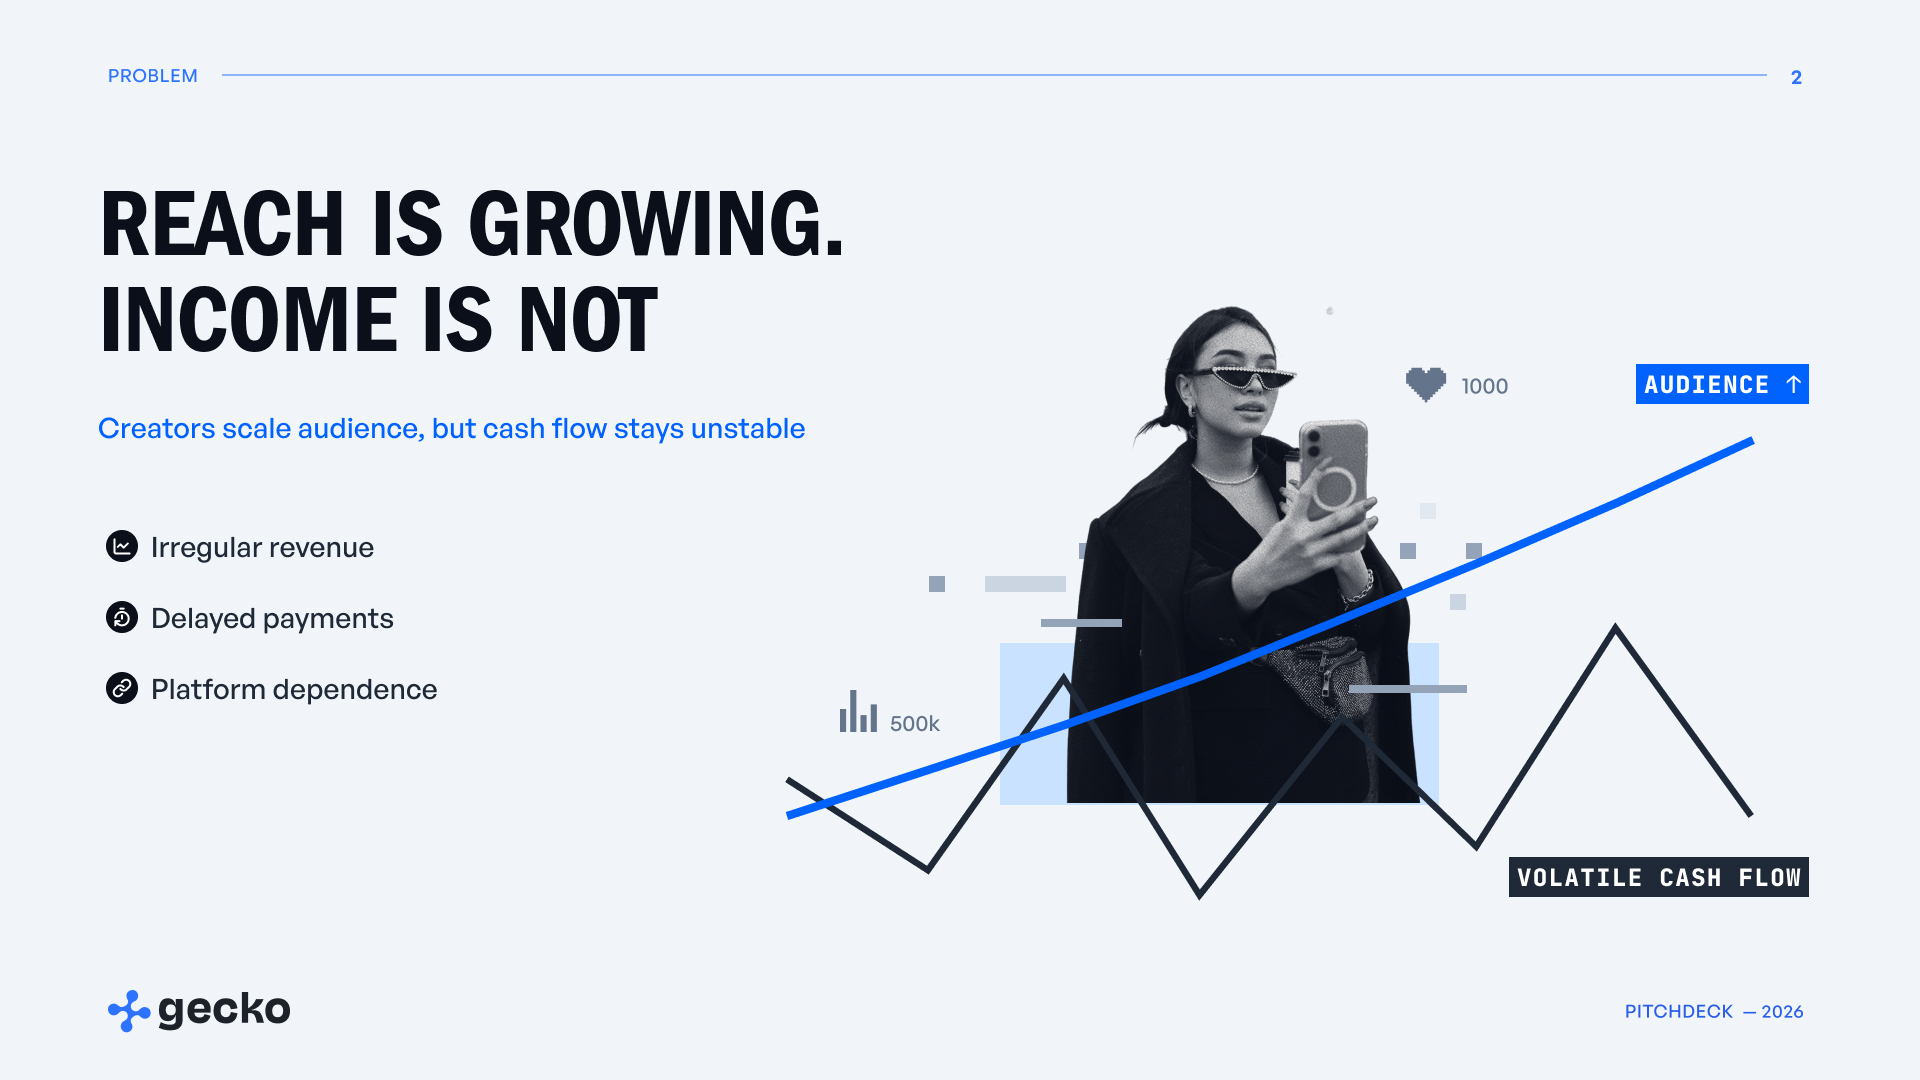 PROBLEM
2
REACH IS GROWING.
INCOME IS NOT
Creators scale audience, but cash flow stays unstable
Irregular revenue
Delayed payments
Platform dependence
1000
AUDIENCE ↑
500k
VOLATILE CASH FLOW
gecko
PITCHDECK — 2026